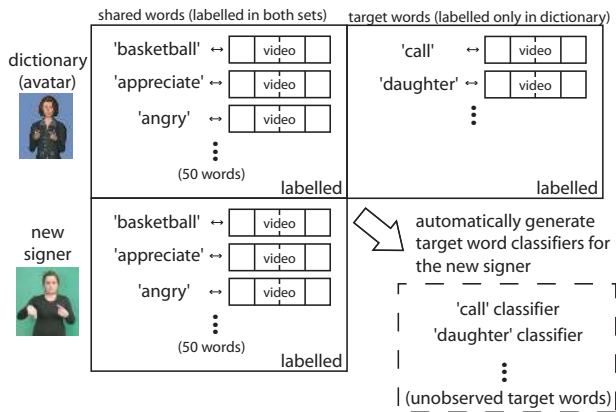 shared words (labelled in both sets)
target words (labelled only in dictionary)
dictionary
(avatar)
'basketball' ↔ video
'appreciate' ↔ video
'angry' ↔ video
(50 words)
labelled
'call' ↔ video
'daughter' ↔ video
labelled
new
signer
'basketball' ↔ video
'appreciate' ↔ video
'angry' ↔ video
(50 words)
labelled
automatically generate
target word classifiers for
the new signer
'call' classifier
'daughter' classifier
(unobserved target words)